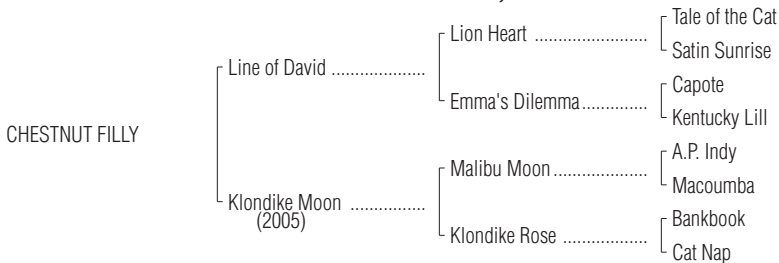 Tale of the Cat
Lion Heart ........................
Satin Sunrise
Line of David ....................
Capote
Emma's Dilemma..............
Kentucky Lill
CHESTNUT FILLY
A.P. Indy
Malibu Moon....................
Macoumba
Klondike Moon ................
(2005)
Bankbook
Klondike Rose ..................
Cat Nap